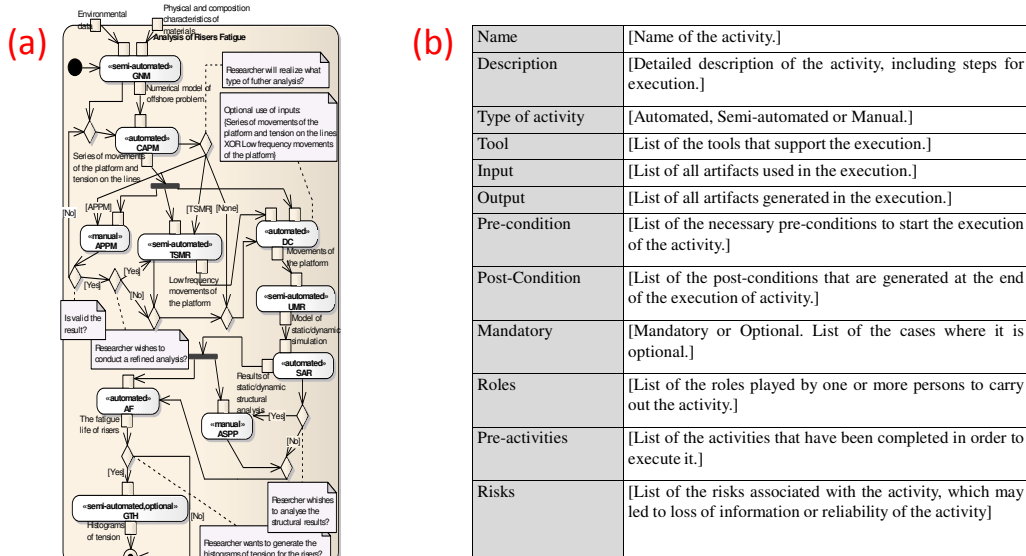 (a)
Environmental
data
Physical and composition
characteristics of
materials
Analysis of Risers Fatigue
«semi-automated»
GNM
Numerical model of
offshore problem
Researcher will realize what
type of futher analysis?
Optional use of inputs:
{Series of movements of the
platform and tension on the lines
XOR Low frequency movements
of the platform}
«automated»
CAPM
Series of movements
of the platform and
tension on the lines
[No]
[APPM]
[TSMR]
[None]
«manual»
APPM
«semi-automated»
TSMR
«automated»
DC
Movements of
the platform
[Yes]
[Yes]
[No]
Low frequency
movements of
the platform
«semi-automated»
UMR
Is valid the
result?
Model of
static/dynamic
simulation
Researcher wishes to
conduct a refined analysis?
«automated»
SAR
Results of
static/dynamic
structural
analysis
«automated»
AF
The fatigue
life of risers
«manual»
ASPP
[Yes]
[No]
[Yes]
«semi-automated,optional»
GTH
[No]
Researcher whishes
to analyse the
structural results?
Histograms
of tension
Researcher wants to generate the
histograms of tension for the risers?
(b)
Name [Name of the activity.]
Description [Detailed description of the activity, including steps for
execution.]
Type of activity [Automated, Semi-automated or Manual.]
Tool [List of the tools that support the execution.]
Input [List of all artifacts used in the execution.]
Output [List of all artifacts generated in the execution.]
Pre-condition [List of the necessary pre-conditions to start the execution
of the activity.]
Post-Condition [List of the post-conditions that are generated at the end
of the execution of activity.]
Mandatory [Mandatory or Optional. List of the cases where it is
optional.]
Roles [List of the roles played by one or more persons to carry
out the activity.]
Pre-activities [List of the activities that have been completed in order to
execute it.]
Risks [List of the risks associated with the activity, which may
led to loss of information or reliability of the activity]